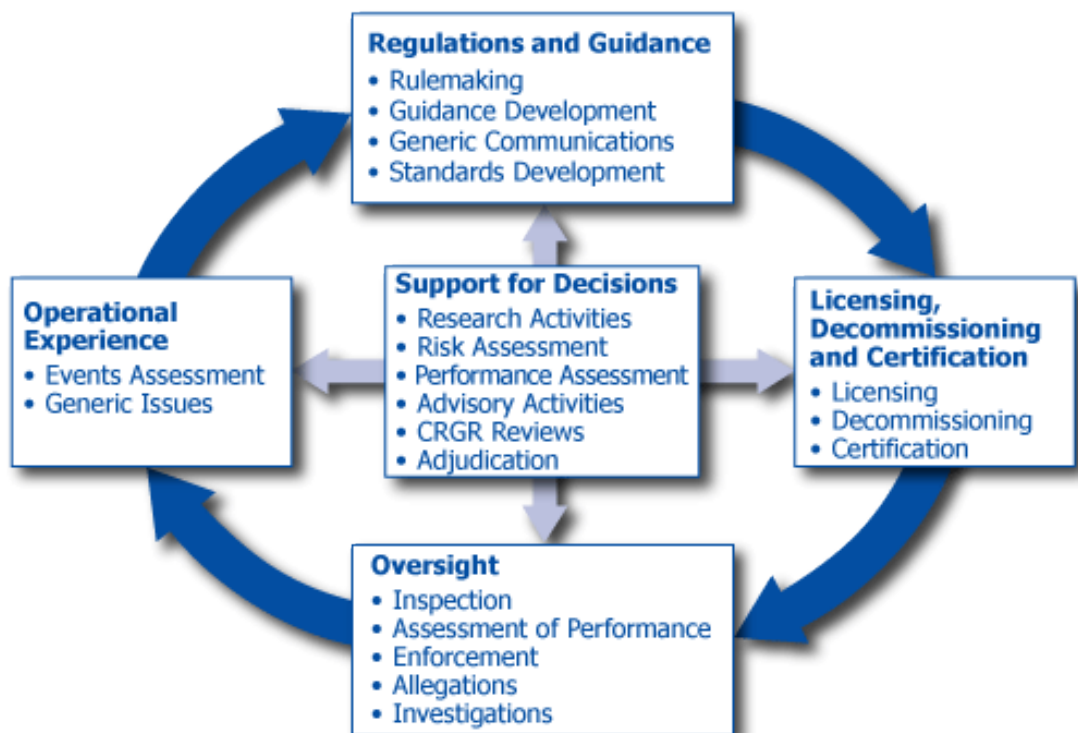 Regulations and Guidance
• Rulemaking
• Guidance Development
• Generic Communications
• Standards Development
Operational
Experience
• Events Assessment
• Generic Issues
Support for Decisions
• Research Activities
• Risk Assessment
• Performance Assessment
• Advisory Activities
• CRGR Reviews
• Adjudication
Licensing,
Decommissioning
and Certification
• Licensing
• Decommissioning
• Certification
Oversight
• Inspection
• Assessment of Performance
• Enforcement
• Allegations
• Investigations